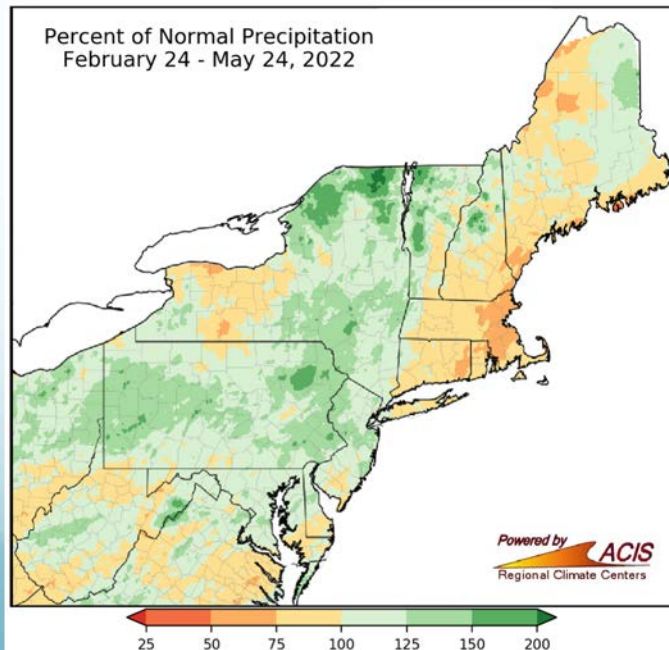 Percent of Normal Precipitation
February 24 - May 24, 2022
Powered by
ACIS
Regional Climate Centers
25 50 75 100 125 150 200